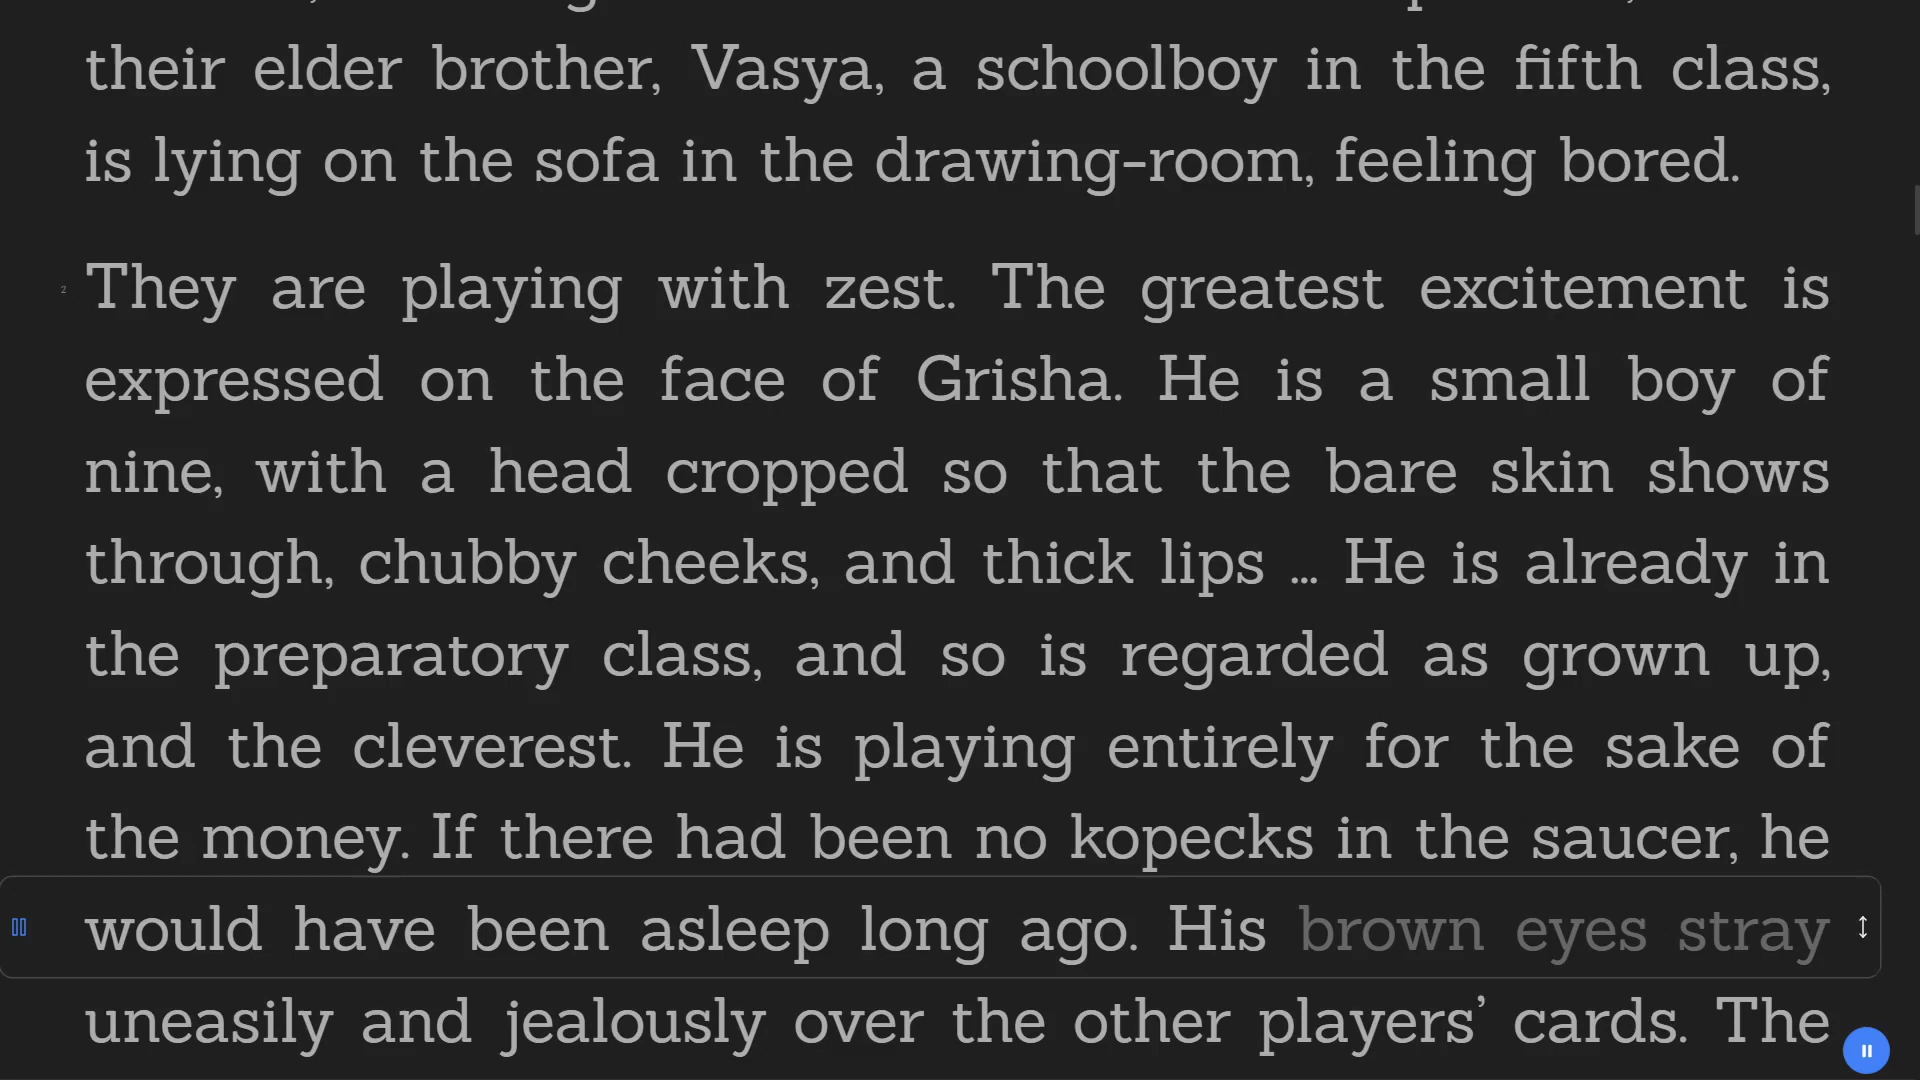 their elder brother, Vasya, a schoolboy in the fifth class,
is lying on the sofa in the drawing-room, feeling bored.
2
They are playing with zest. The greatest excitement is
expressed on the face of Grisha. He is a small boy of
nine, with a head cropped so that the bare skin shows
through, chubby cheeks, and thick lips ... He is already in
the preparatory class, and so is regarded as grown up,
and the cleverest. He is playing entirely for the sake of
the money. If there had been no kopecks in the saucer, he
would have been asleep long ago. His brown eyes stray
uneasily and jealously over the other players’ cards. The